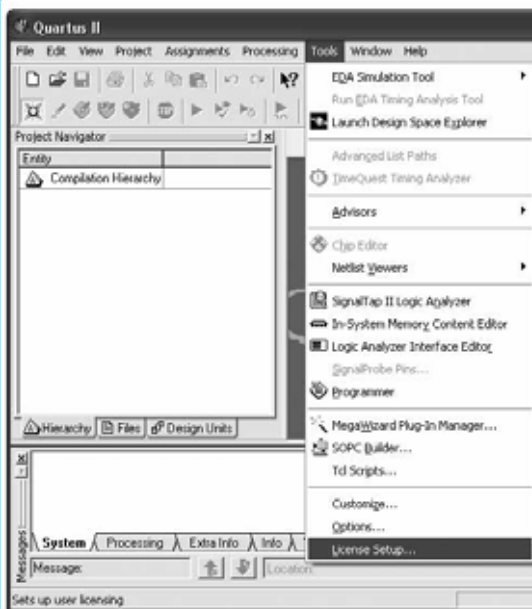 Quartus II
File Edit View Project Assignments Processing Tools Window Help
Project Navigator
Entity
Compilation Hierarchy
Hierarchy Files Design Units
EDA Simulation Tool
Run EDA Timing Analysis Tool
Launch Design Space Explorer
Advanced List Paths
TimeQuest Timing Analyzer
Advisors
Chip Editor
Netlist Viewers
SignalTap II Logic Analyzer
In-System Memory Content Editor
Logic Analyzer Interface Editor
SignalProbe Pins...
Programmer
MegaWizard Plug-In Manager...
SOPC Builder...
Tcl Scripts...
Customize...
Options...
License Setup...
Messages
System Processing Extra Info Info
Message: Location:
Sets up user licensing